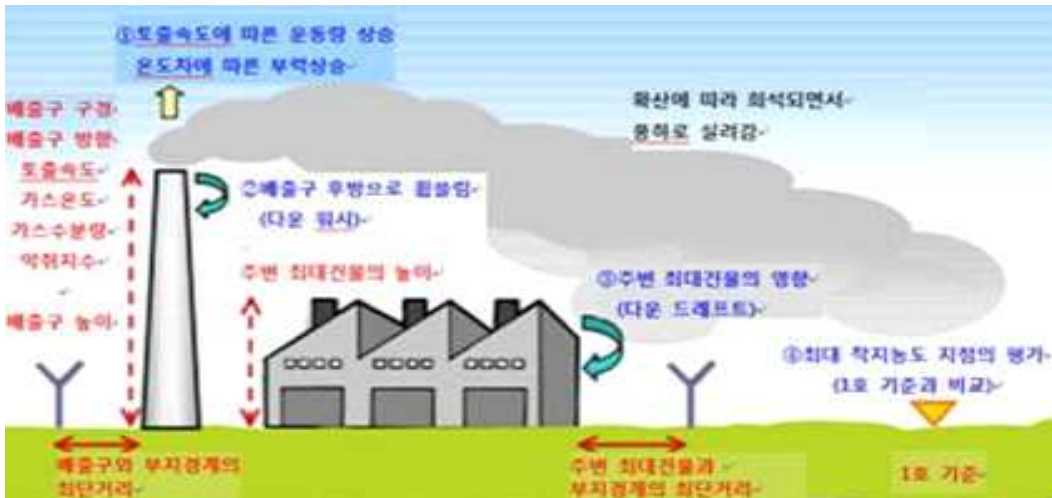 ①토출속도에 따른 운동량 상승
온도차에 따른 부력상승
배출구 구경
배출구 방향
토출속도
가스온도
가스수분량
악취지수
배출구 높이
확산에 따라 희석되면서
풍하로 실려감
②배출구 후방으로 휩쓸림
(다운 워시)
주변 최대건물의 높이
③주변 최대건물의 영향
(다운 드래프트)
④최대 착지농도 지점의 평가
(1호 기준과 비교)
배출구와 부지경계의
최단거리
주변 최대건물과
부지경계의 최단거리
1호 기준